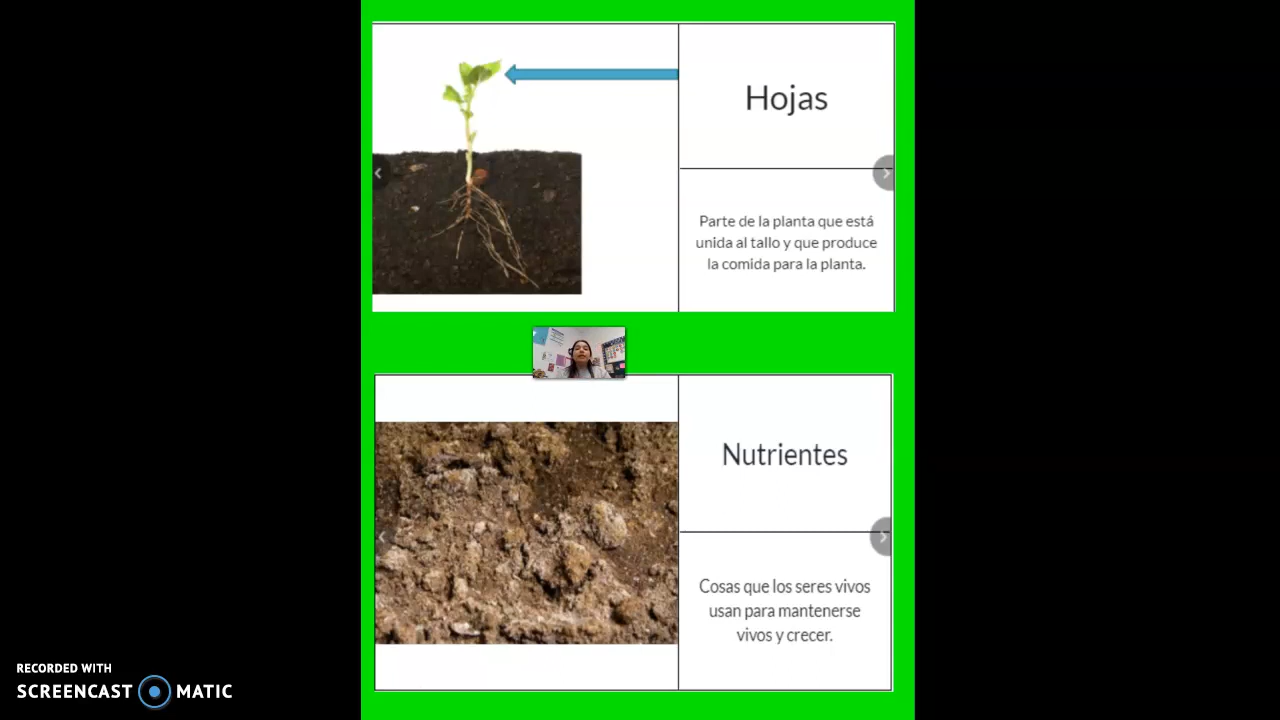 Hojas
Parte de la planta que está
unida al tallo y que produce
la comida para la planta.
Nutrientes
Cosas que los seres vivos
usan para mantenerse
vivos y crecer.
RECORDED WITH
SCREENCAST MATIC